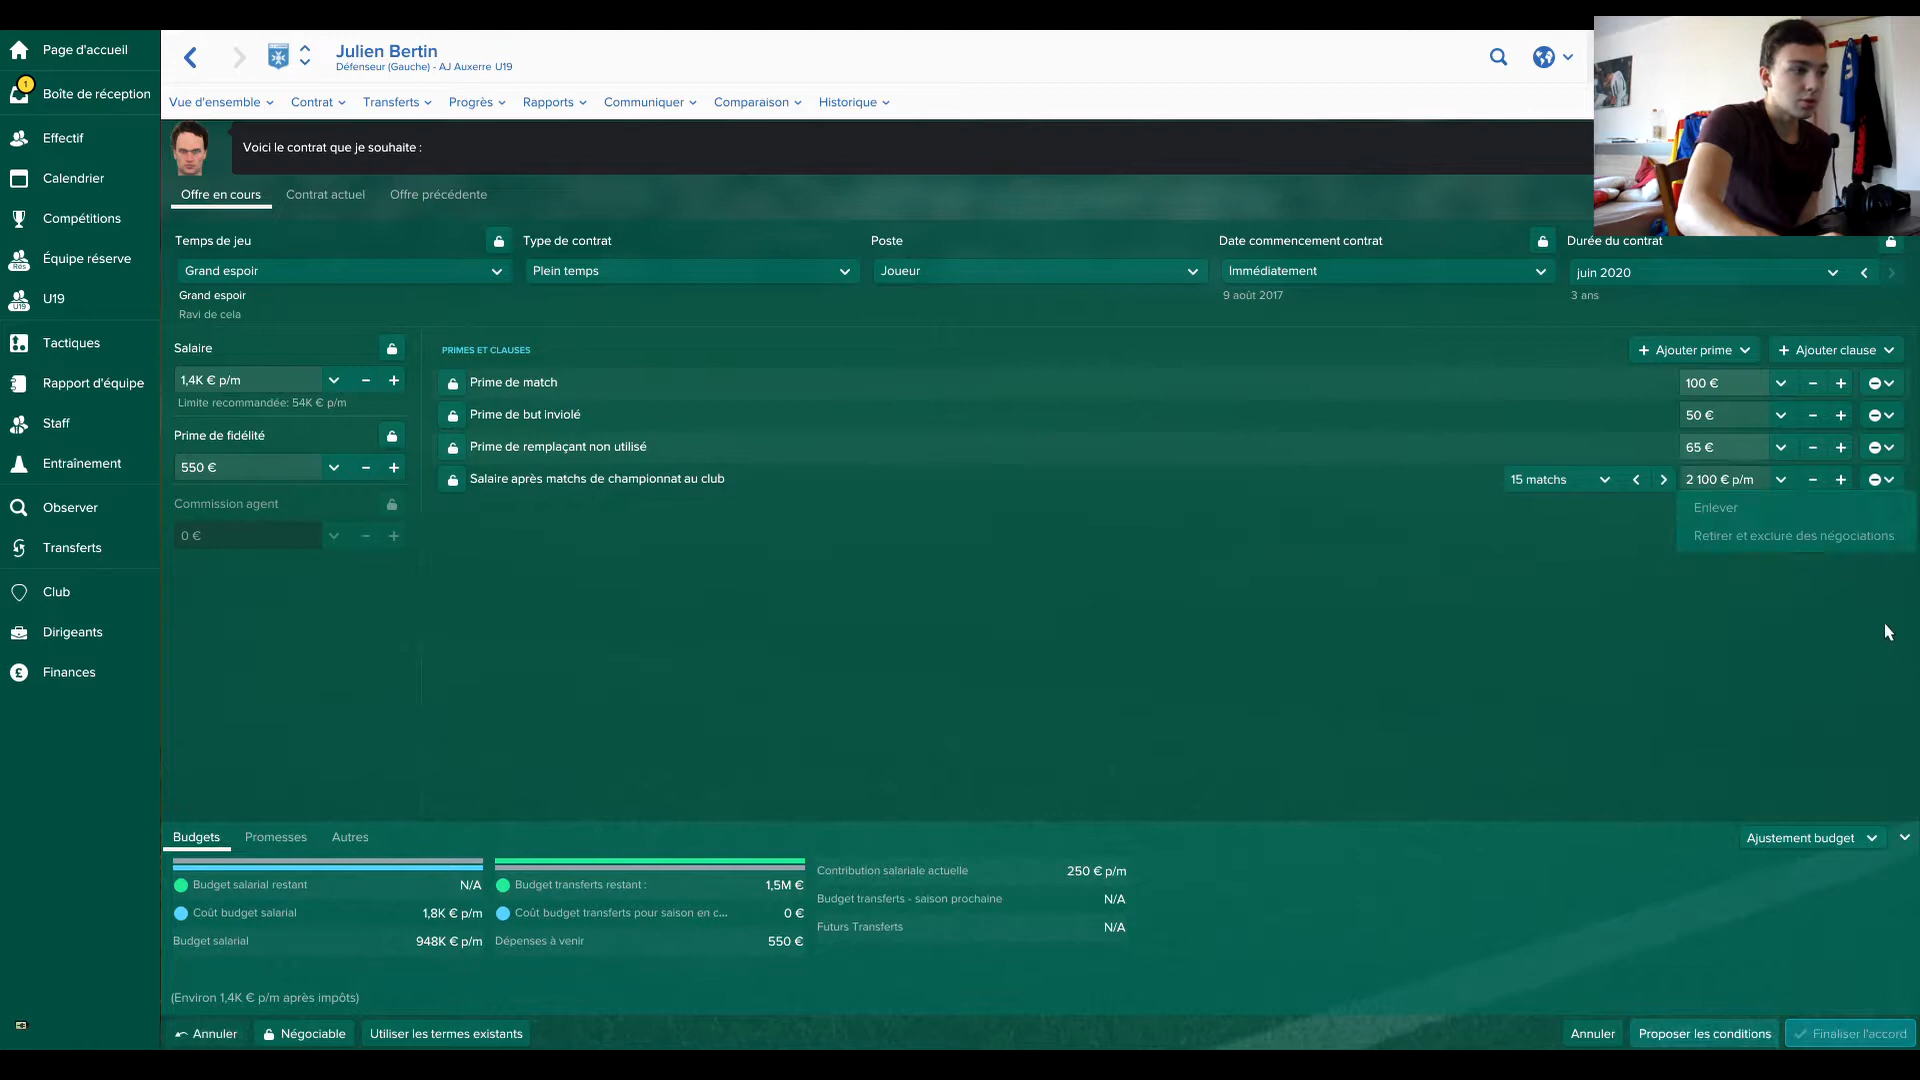 Page d'accueil
1
Boîte de réception
Effectif
Calendrier
Compétitions
Rés
Équipe réserve
U19
U19
Tactiques
Rapport d'équipe
Staff
Entraînement
Observer
Transferts
Club
Dirigeants
£
Finances
Julien Bertin
Défenseur (Gauche) - AJ Auxerre U19
Vue d'ensemble
Contrat
Transferts
Progrès
Rapports
Communiquer
Comparaison
Historique
Voici le contrat que je souhaite :
Offre en cours
Contrat actuel
Offre précédente
Temps de jeu
Type de contrat
Poste
Date commencement contrat
Durée du contrat
Grand espoir
Plein temps
Joueur
Immédiatement
juin 2020
Grand espoir
9 août 2017
3 ans
Ravi de cela
Salaire
1,4K € p/m
Limite recommandée: 54K € p/m
Prime de fidélité
550 €
Commission agent
0 €
PRIMES ET CLAUSES
+ Ajouter prime
+ Ajouter clause
Prime de match
100 €
Prime de but inviolé
50 €
Prime de remplaçant non utilisé
65 €
Salaire après matchs de championnat au club
15 matchs
2 100 € p/m
Enlever
Retirer et exclure des négociations
Budgets
Promesses
Autres
Ajustement budget
Budget salarial restant
N/A
Coût budget salarial
1,8K € p/m
Budget salarial
948K € p/m
Budget transferts restant :
1,5M €
Coût budget transferts pour saison en c...
0 €
Dépenses à venir
550 €
Contribution salariale actuelle
250 € p/m
Budget transferts - saison prochaine
N/A
Futurs Transferts
N/A
(Environ 1,4K € p/m après impôts)
Annuler
Négociable
Utiliser les termes existants
Annuler
Proposer les conditions
Finaliser l'accord